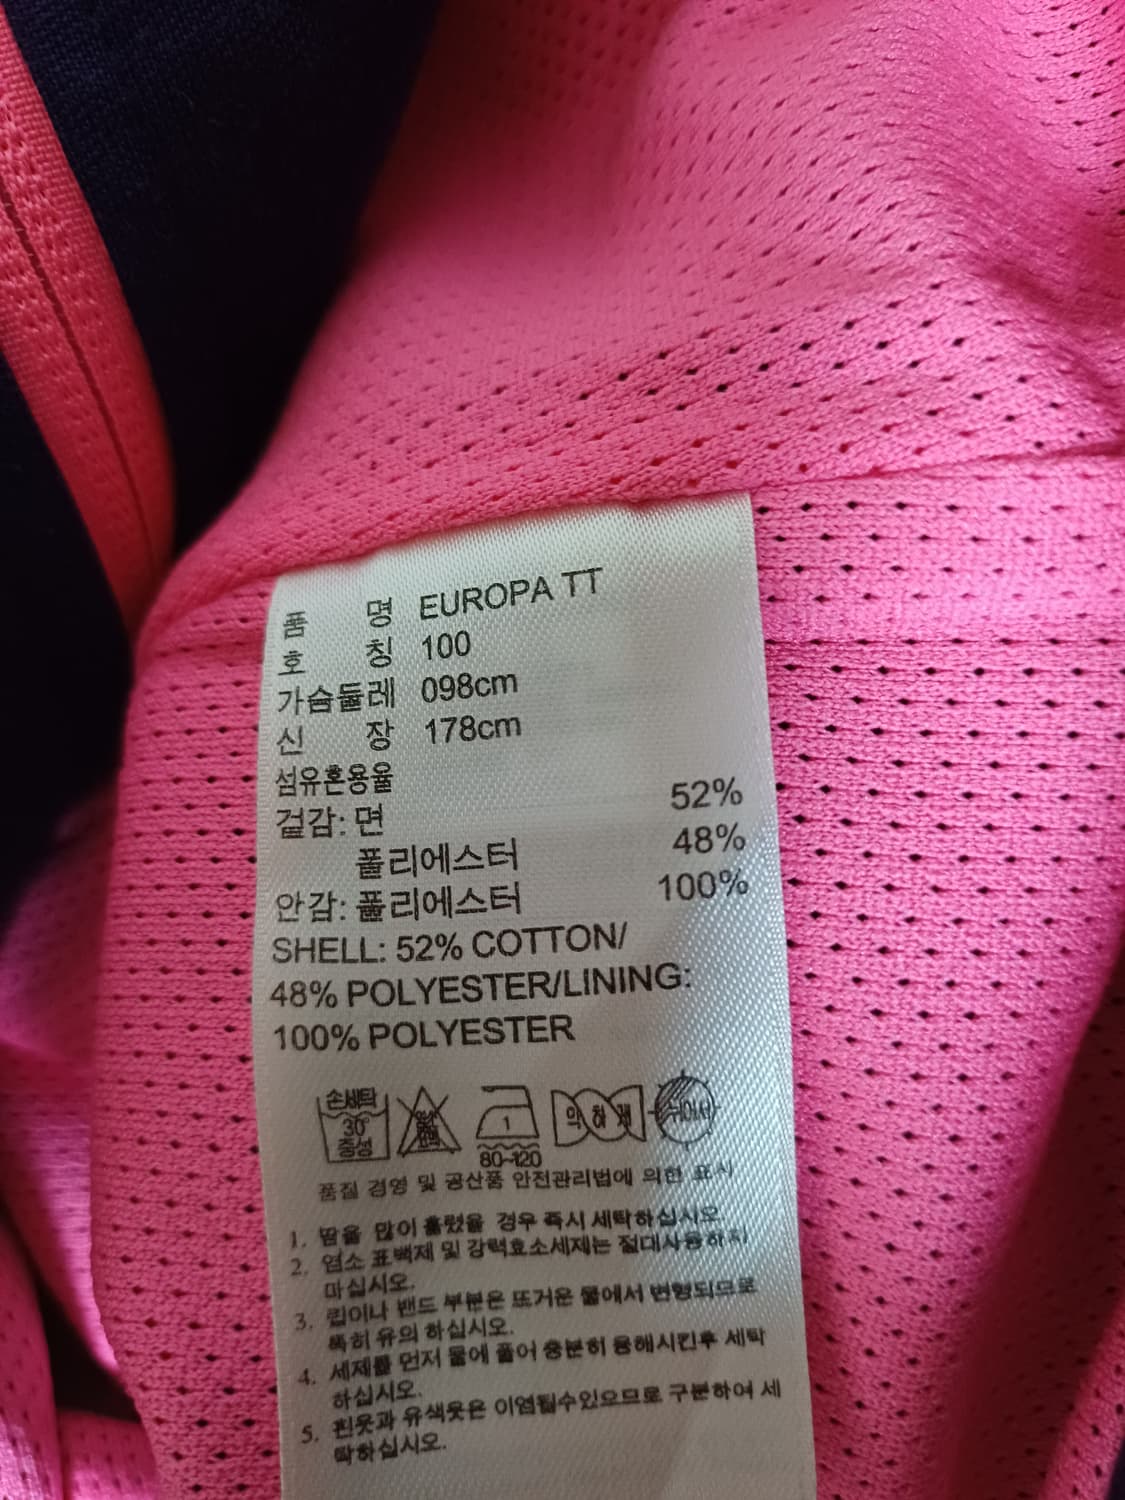 품 명 EUROPA TT
호 칭 100
가슴둘레 098cm
신 장 178cm
섬유혼용율
겉감: 면 52%
폴리에스터 48%
안감: 폴리에스터 100%
SHELL: 52% COTTON/
48% POLYESTER/LINING:
100% POLYESTER
손세탁
30°
중성
1
80~120
약하게
뉘어서
품질 경영 및 공산품 안전관리법에 의한 표시
1. 땀을 많이 흘렸을 경우 즉시 세탁하십시오.
2. 염소 표백제 및 강력효소세제는 절대사용하지
마십시오.
3. 립이나 밴드 부분은 뜨거운 물에서 변형되므로
특히 유의 하십시오.
4. 세제를 먼저 물에 풀어 충분히 용해시킨후 세탁
하십시오.
5. 흰옷과 유색옷은 이염될수있으므로 구분하여 세
탁하십시오.